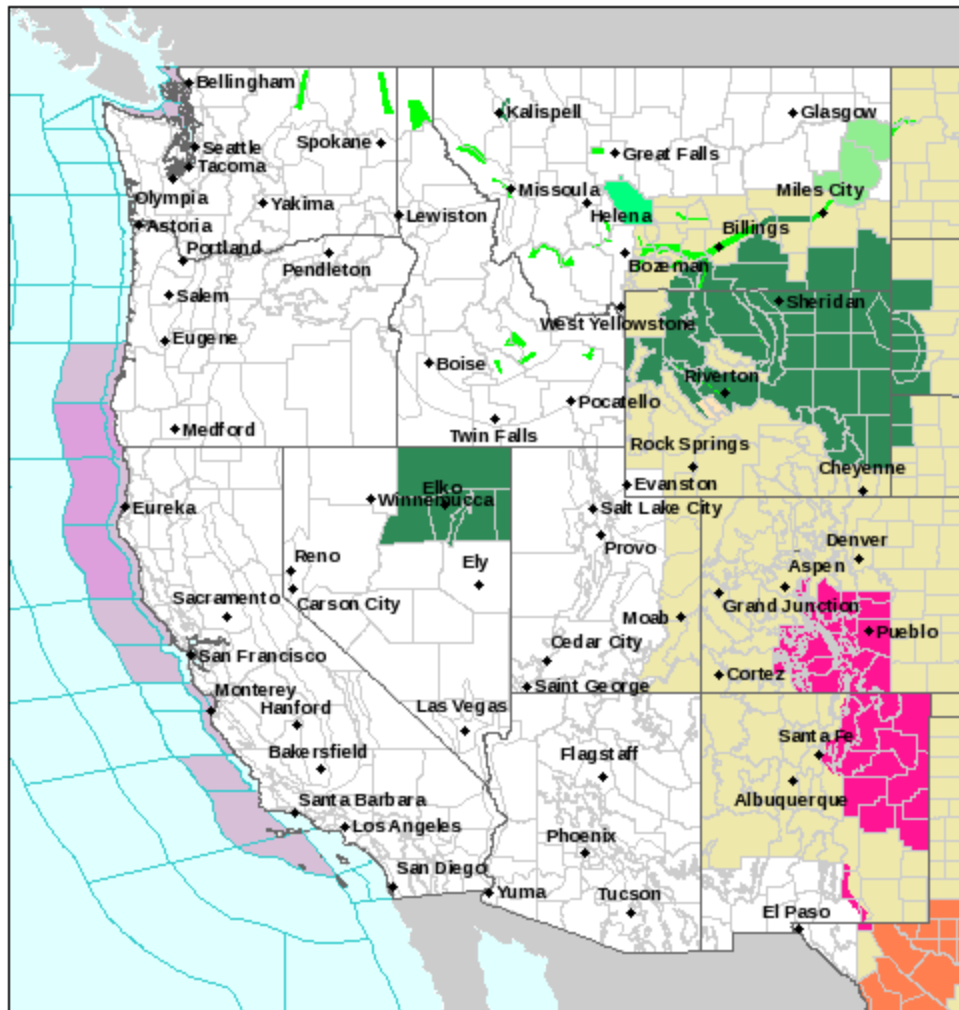 Bellingham
Kalispell
Glasgow
Seattle
Spokane
Great Falls
Tacoma
Olympia
Missoula
Miles City
Yakima
Lewiston
Helena
Astoria
Billings
Portland
Pendleton
Bozeman
Salem
Sheridan
West Yellowstone
Eugene
Boise
Riverton
Pocatello
Medford
Twin Falls
Rock Springs
Cheyenne
Evanston
Elko
Winnemucca
Eureka
Salt Lake City
Provo
Denver
Reno
Ely
Aspen
Sacramento
Carson City
Grand Junction
Moab
Pueblo
Cedar City
San Francisco
Cortez
Saint George
Monterey
Hanford
Las Vegas
Santa Fe
Bakersfield
Flagstaff
Albuquerque
Santa Barbara
Los Angeles
Phoenix
San Diego
Yuma
Tucson
El Paso